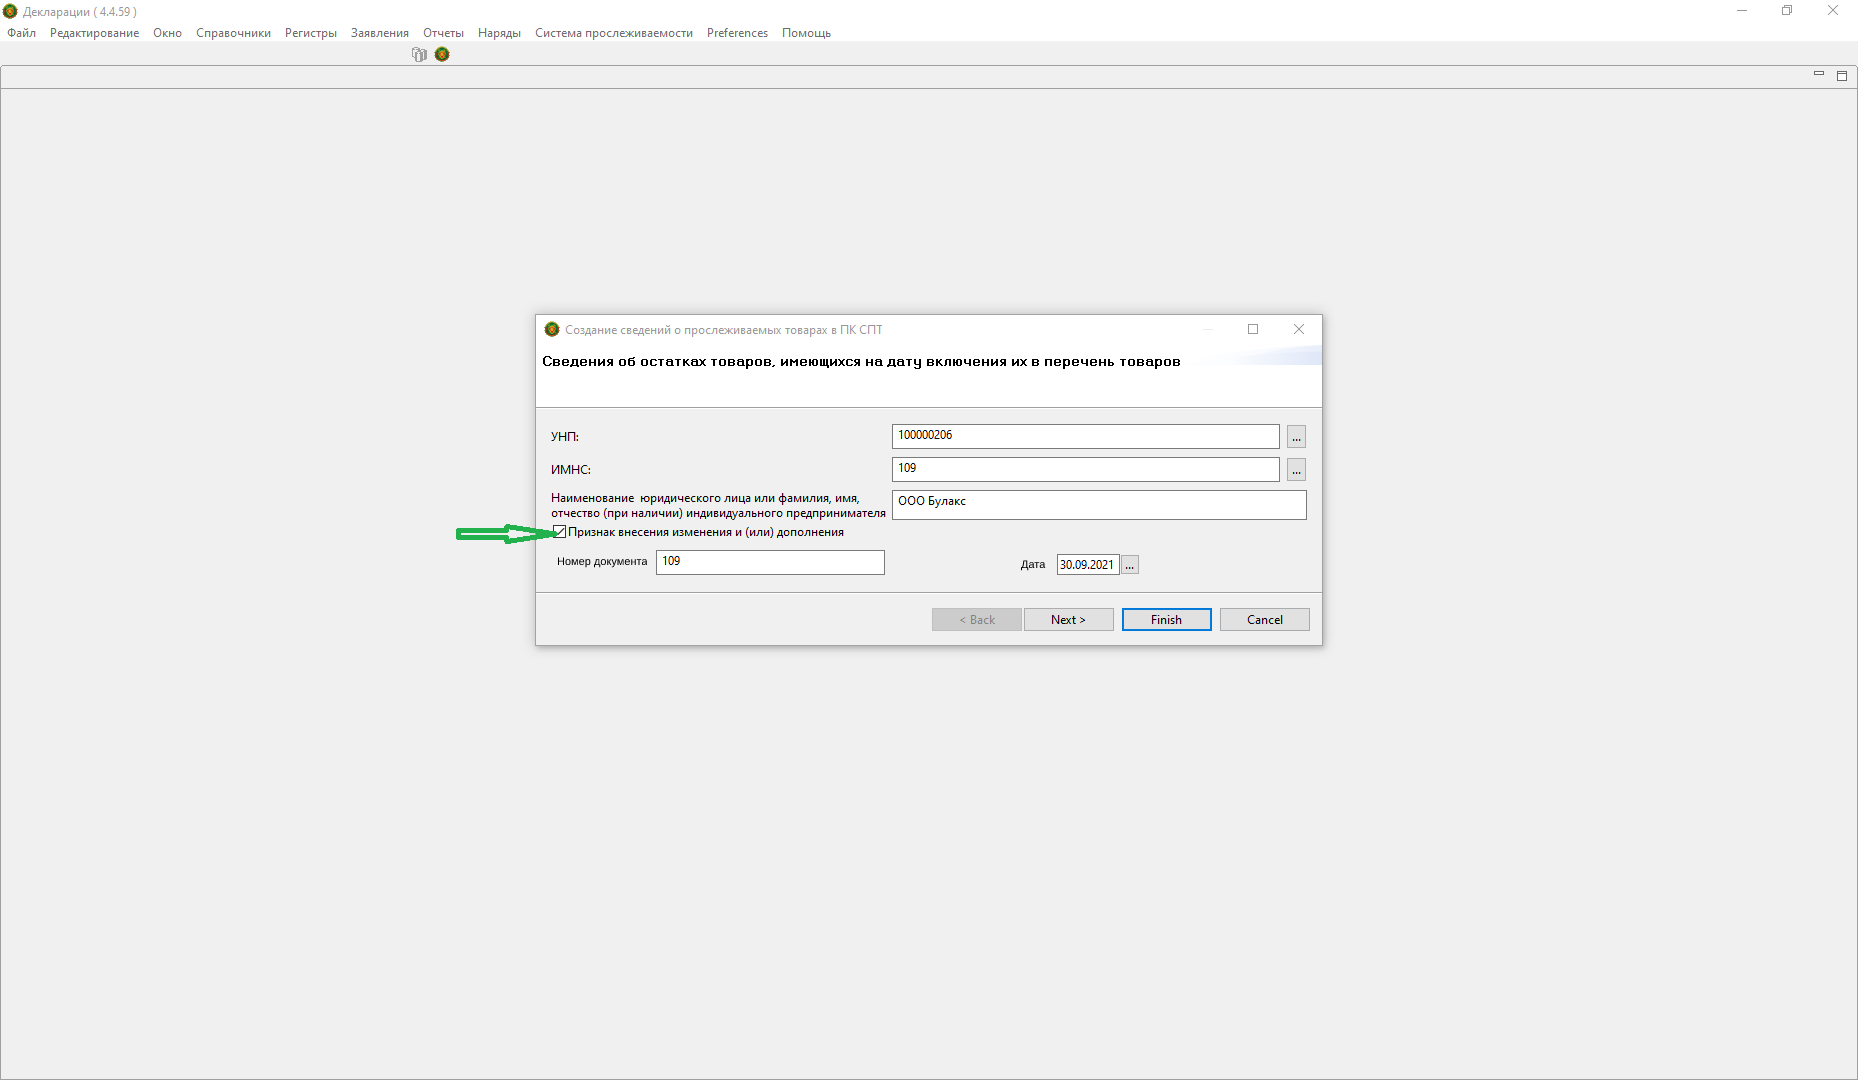 Декларации ( 4.4.59 )
Файл Редактирование Окно Справочники Регистры Заявления Отчеты Наряды Система прослеживаемости Preferences Помощь
Создание сведений о прослеживаемых товарах в ПК СПТ
Сведения об остатках товаров, имеющихся на дату включения их в перечень товаров
УНП: 100000206 ...
ИМНС: 109 ...
Наименование юридического лица или фамилия, имя,
отчество (при наличии) индивидуального предпринимателя ООО Булакс
Признак внесения изменения и (или) дополнения
Номер документа 109 Дата 30.09.2021 ...
< Back Next > Finish Cancel